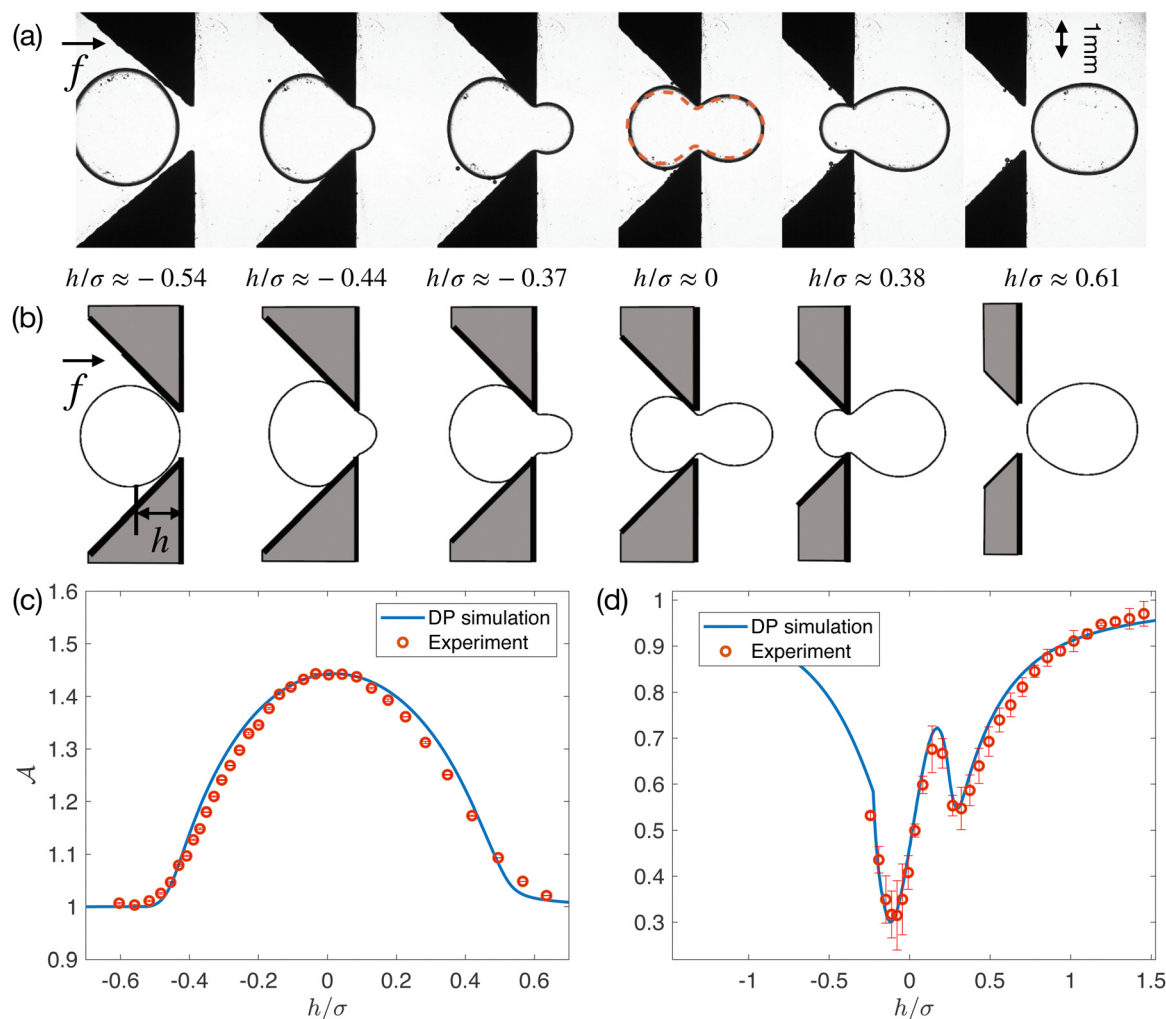 (a)
f
1mm
h/σ ≈ − 0.54
h/σ ≈ − 0.44
h/σ ≈ − 0.37
h/σ ≈ 0
h/σ ≈ 0.38
h/σ ≈ 0.61
(b)
f
h
(c)
1.6
1.5
1.4
1.3
1.2
1.1
1
0.9
𝒜
DP simulation
Experiment
-0.6 -0.4 -0.2 0 0.2 0.4 0.6
h/σ
(d)
1
0.9
0.8
0.7
0.6
0.5
0.4
0.3
DP simulation
Experiment
-1 -0.5 0 0.5 1 1.5
h/σ